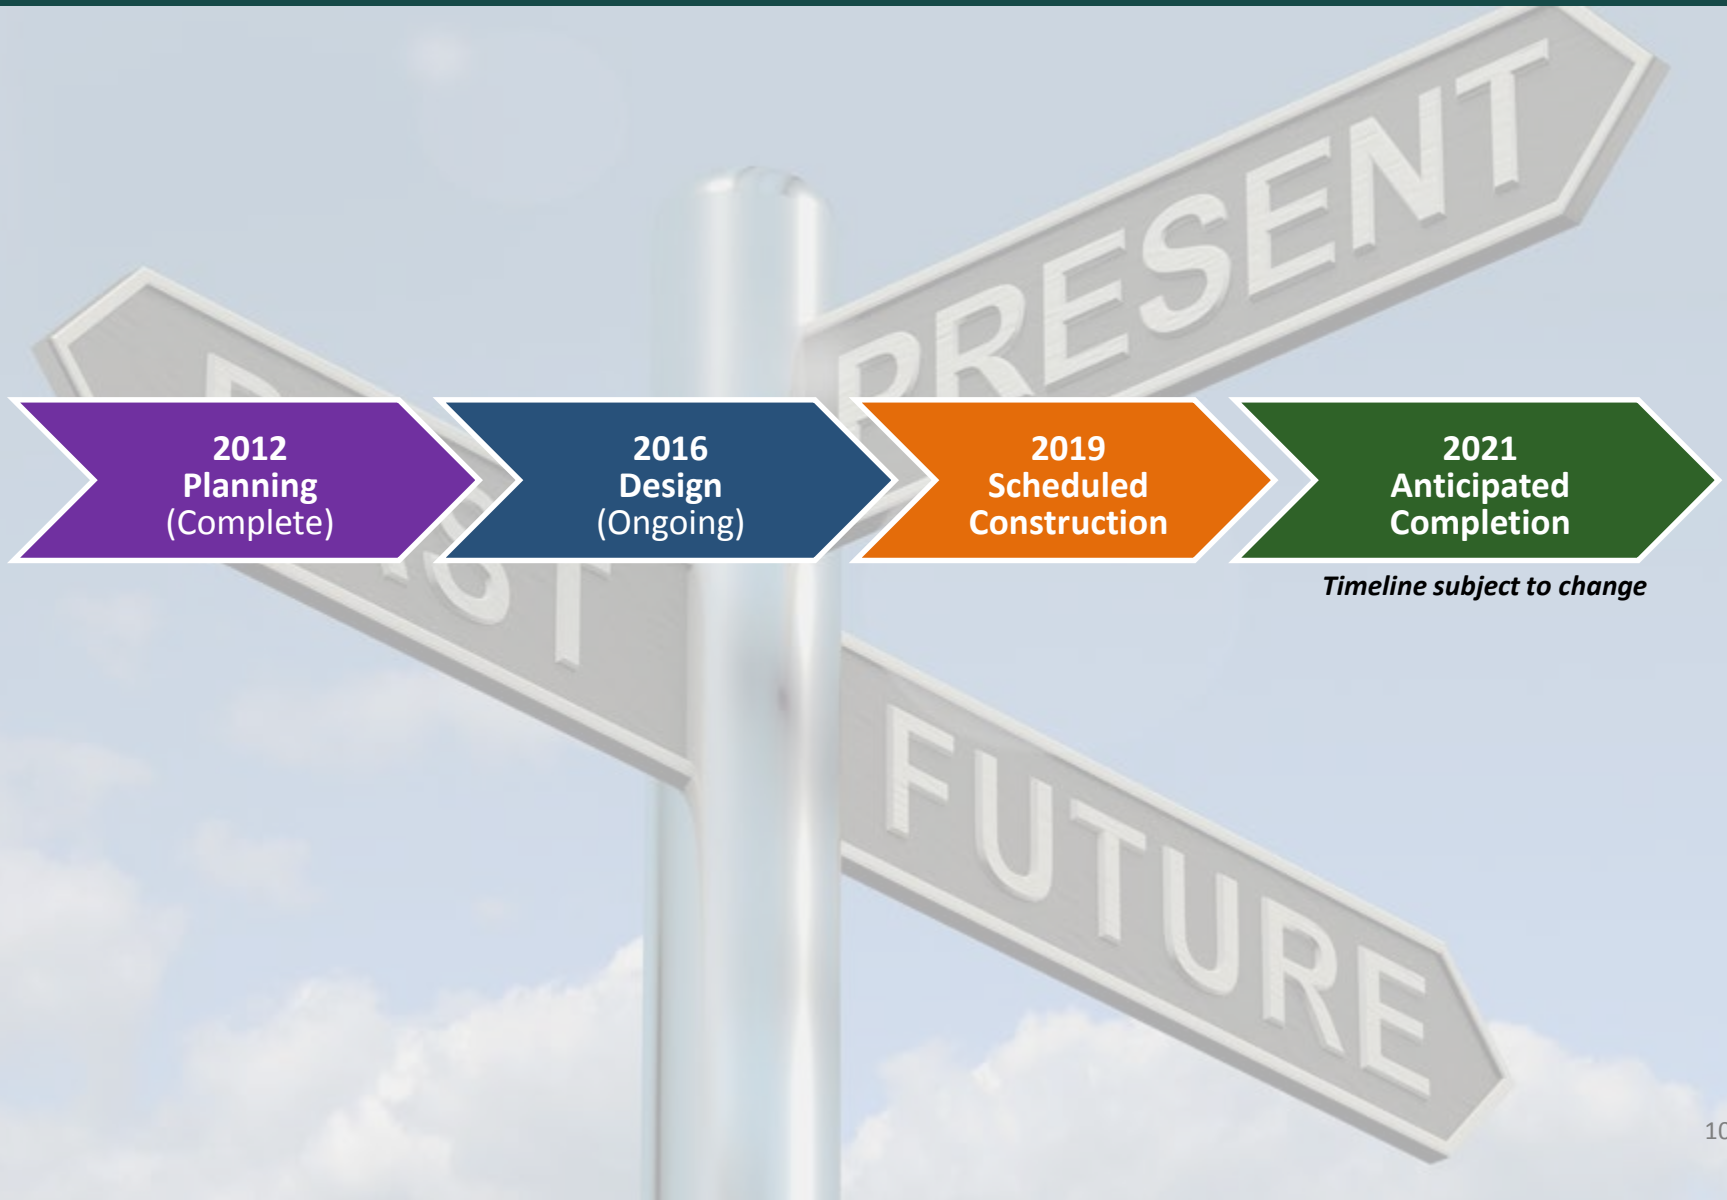 PRESENT
PAST
2012
Planning
(Complete)
2016
Design
(Ongoing)
2019
Scheduled
Construction
2021
Anticipated
Completion
Timeline subject to change
FUTURE
10